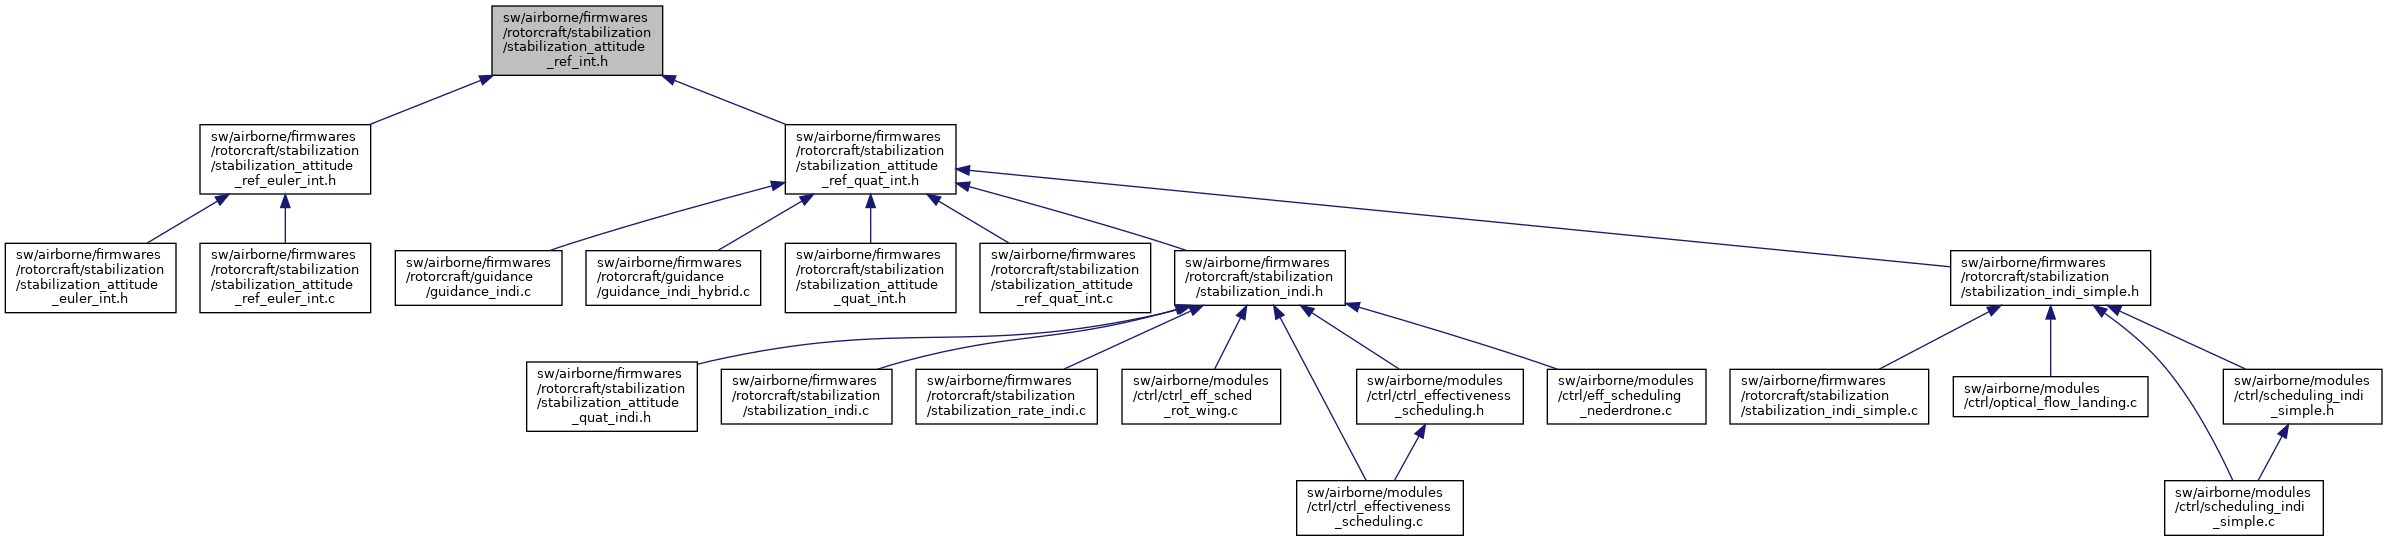 sw/airborne/firmwares
/rotorcraft/stabilization
/stabilization_attitude
_ref_int.h
sw/airborne/firmwares
/rotorcraft/stabilization
/stabilization_attitude
_ref_euler_int.h
sw/airborne/firmwares
/rotorcraft/stabilization
/stabilization_attitude
_ref_quat_int.h
sw/airborne/firmwares
/rotorcraft/stabilization
/stabilization_attitude
_euler_int.h
sw/airborne/firmwares
/rotorcraft/stabilization
/stabilization_attitude
_ref_euler_int.c
sw/airborne/firmwares
/rotorcraft/guidance
/guidance_indi.c
sw/airborne/firmwares
/rotorcraft/guidance
/guidance_indi_hybrid.c
sw/airborne/firmwares
/rotorcraft/stabilization
/stabilization_attitude
_quat_int.h
sw/airborne/firmwares
/rotorcraft/stabilization
/stabilization_attitude
_ref_quat_int.c
sw/airborne/firmwares
/rotorcraft/stabilization
/stabilization_indi.h
sw/airborne/firmwares
/rotorcraft/stabilization
/stabilization_indi_simple.h
sw/airborne/firmwares
/rotorcraft/stabilization
/stabilization_attitude
_quat_indi.h
sw/airborne/firmwares
/rotorcraft/stabilization
/stabilization_indi.c
sw/airborne/firmwares
/rotorcraft/stabilization
/stabilization_rate_indi.c
sw/airborne/modules
/ctrl/ctrl_eff_sched
_rot_wing.c
sw/airborne/modules
/ctrl/ctrl_effectiveness
_scheduling.h
sw/airborne/modules
/ctrl/eff_scheduling
_nederdrone.c
sw/airborne/firmwares
/rotorcraft/stabilization
/stabilization_indi_simple.c
sw/airborne/modules
/ctrl/optical_flow_landing.c
sw/airborne/modules
/ctrl/scheduling_indi
_simple.h
sw/airborne/modules
/ctrl/ctrl_effectiveness
_scheduling.c
sw/airborne/modules
/ctrl/scheduling_indi
_simple.c